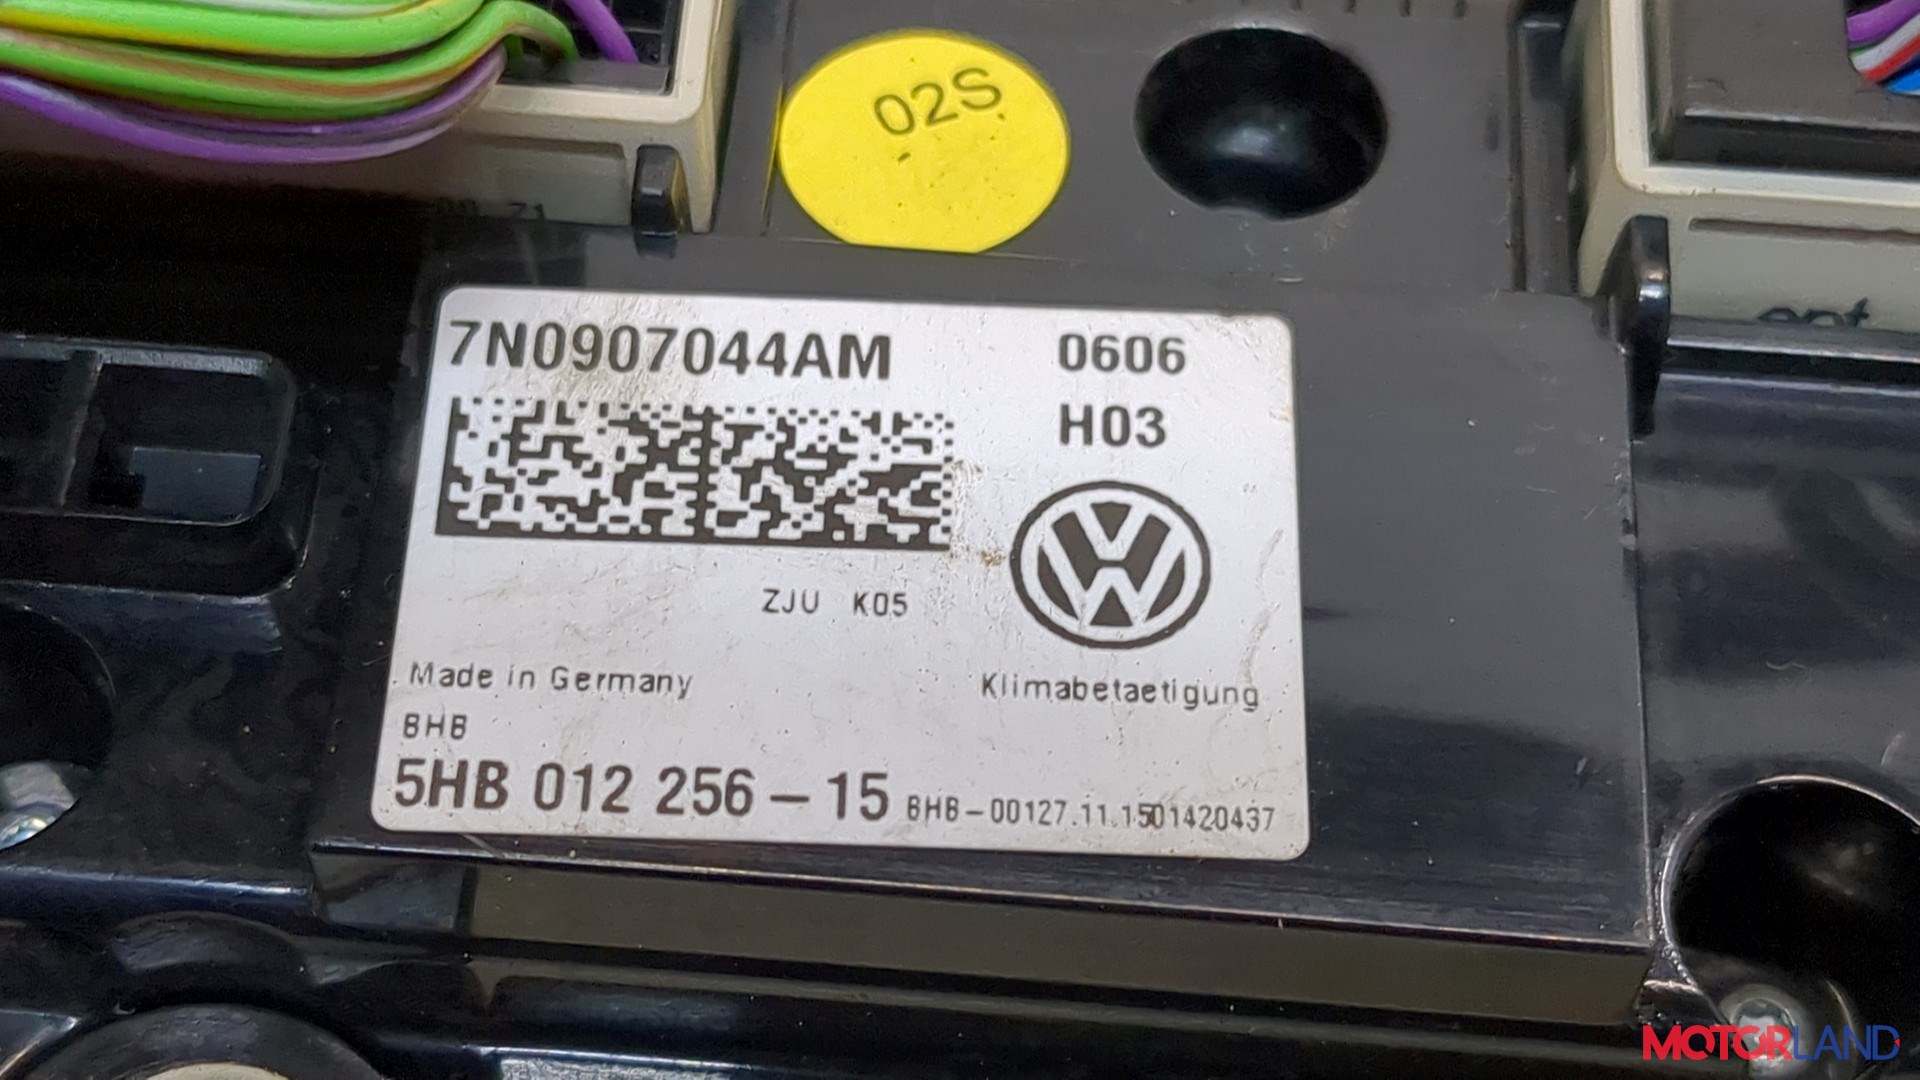 02S
7N0907044AM 0606
H03
ZJU K05
Made in Germany Klimabetaetigung
BHB
5HB 012 256-15 BHB-00127.11.1501420437
MOTORLAND